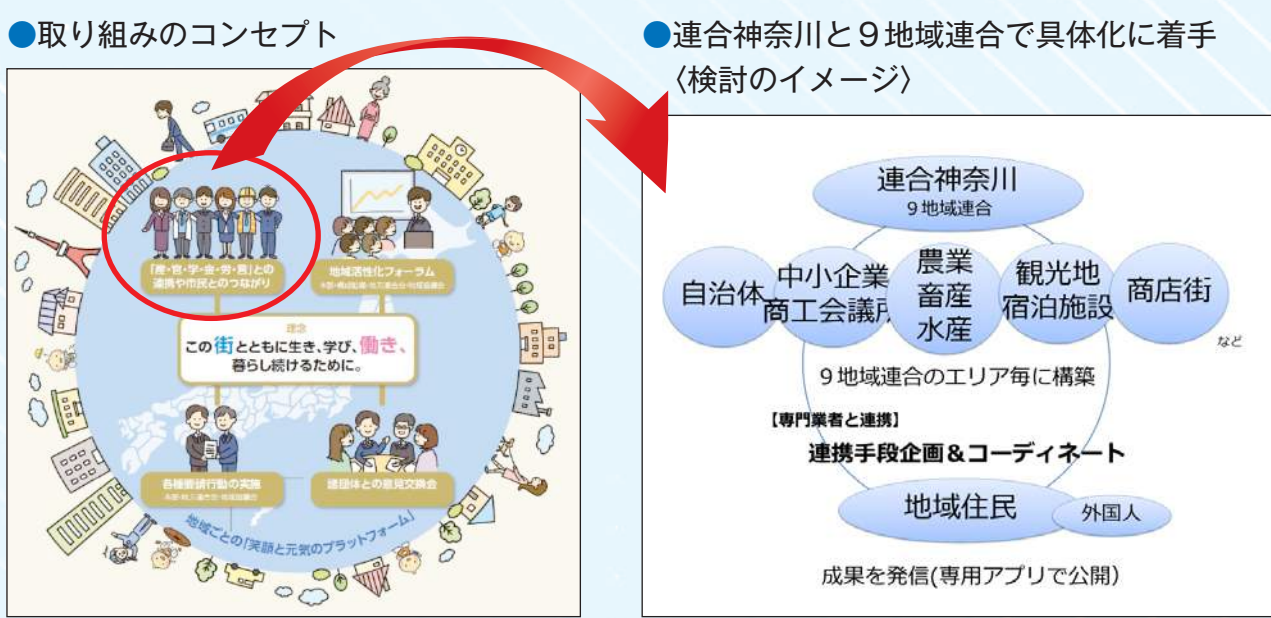 ●取り組みのコンセプト
「産・官・学・金・労・言」との
連携や市民とのつながり
地域活性化フォーラム
理念
この街とともに生き、学び、働き、
暮らし続けるために。
各種要請行動の実施
諸団体との意見交換会
地域ごとの「笑顔と元気のプラットフォーム」
●連合神奈川と9地域連合で具体化に着手
〈検討のイメージ〉
連合神奈川
9地域連合
自治体
中小企業
商工会議所
農業
畜産
水産
観光地
宿泊施設
商店街
など
9地域連合のエリア毎に構築
【専門業者と連携】
連携手段企画＆コーディネート
地域住民
外国人
成果を発信(専用アプリで公開)